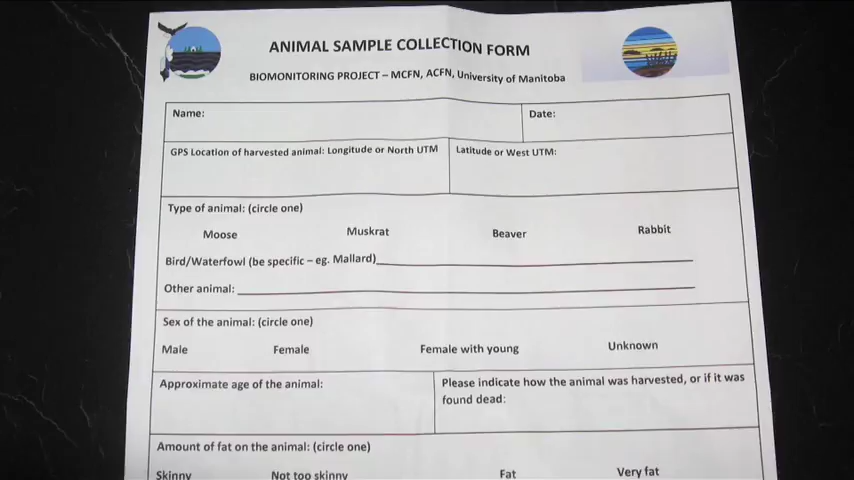 ANIMAL SAMPLE COLLECTION FORM
BIOMONITORING PROJECT – MCFN, ACFN, University of Manitoba
Name:
Date:
GPS Location of harvested animal: Longitude or North UTM
Latitude or West UTM:
Type of animal: (circle one)
Moose Muskrat Beaver Rabbit
Bird/Waterfowl (be specific – eg. Mallard)
Other animal:
Sex of the animal: (circle one)
Male Female Female with young Unknown
Approximate age of the animal:
Please indicate how the animal was harvested, or if it was
found dead:
Amount of fat on the animal: (circle one)
Skinny Not too skinny Fat Very fat